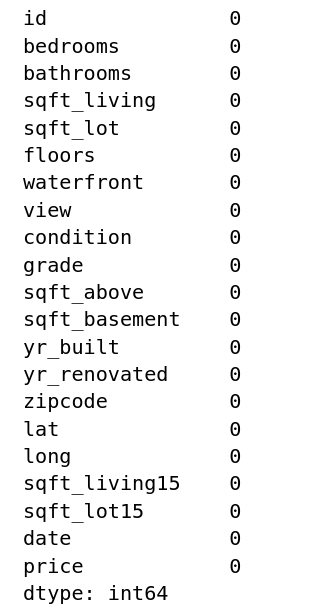 id               0
bedrooms         0
bathrooms        0
sqft_living      0
sqft_lot         0
floors           0
waterfront       0
view             0
condition        0
grade            0
sqft_above       0
sqft_basement    0
yr_built         0
yr_renovated     0
zipcode          0
lat              0
long             0
sqft_living15    0
sqft_lot15       0
date             0
price            0
dtype: int64